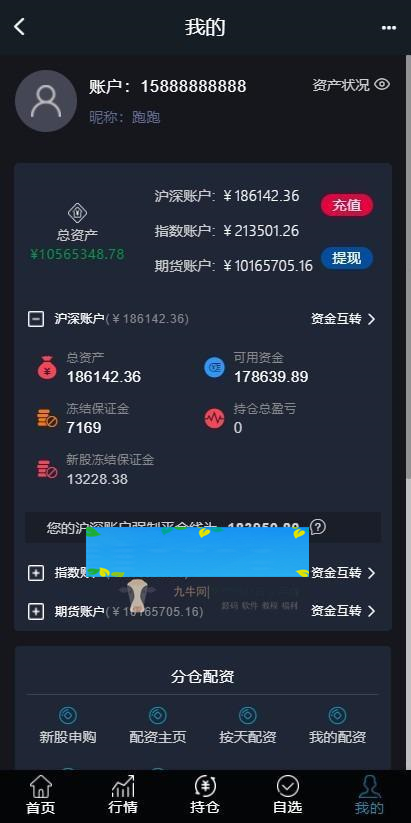 我的
账户：15888888888
资产状况
昵称：跑跑
沪深账户：￥186142.36
充值
总资产
指数账户：￥213501.26
¥10565348.78
提现
期货账户：￥10165705.16
沪深账户(￥186142.36)
资金互转
总资产
可用资金
186142.36
178639.89
冻结保证金
持仓总盈亏
7169
0
新股冻结保证金
13228.38
您的沪深账户强制平仓线为
指数
资金互转
九牛网
期货账户
10165705.16)
资金互转
源码 软件 教程 福利
分仓配资
新股申购
配资主页
按天配资
我的配资
首页
行情
持仓
自选
我的